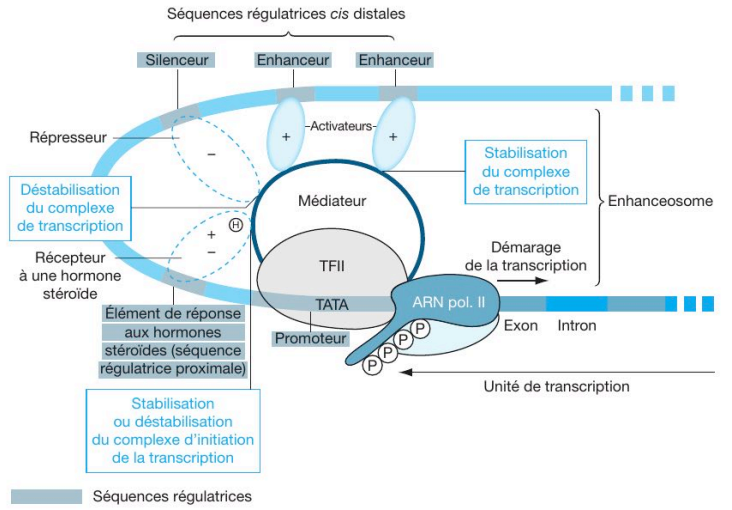 Séquences régulatrices cis distales
Silenceur
Enhanceur
Enhanceur
Répresseur
–
+
Activateurs
+
Stabilisation
du complexe
de transcription
Déstabilisation
du complexe
de transcription
Médiateur
Enhanceosome
H
+
–
Récepteur
à une hormone
stéroïde
TFII
Démarage
de la transcription
TATA
ARN pol. II
Élément de réponse
aux hormones
stéroïdes (séquence
régulatrice proximale)
Promoteur
Exon
Intron
P
P
P
P
Unité de transcription
Stabilisation
ou déstabilisation
du complexe d'initiation
de la transcription
Séquences régulatrices